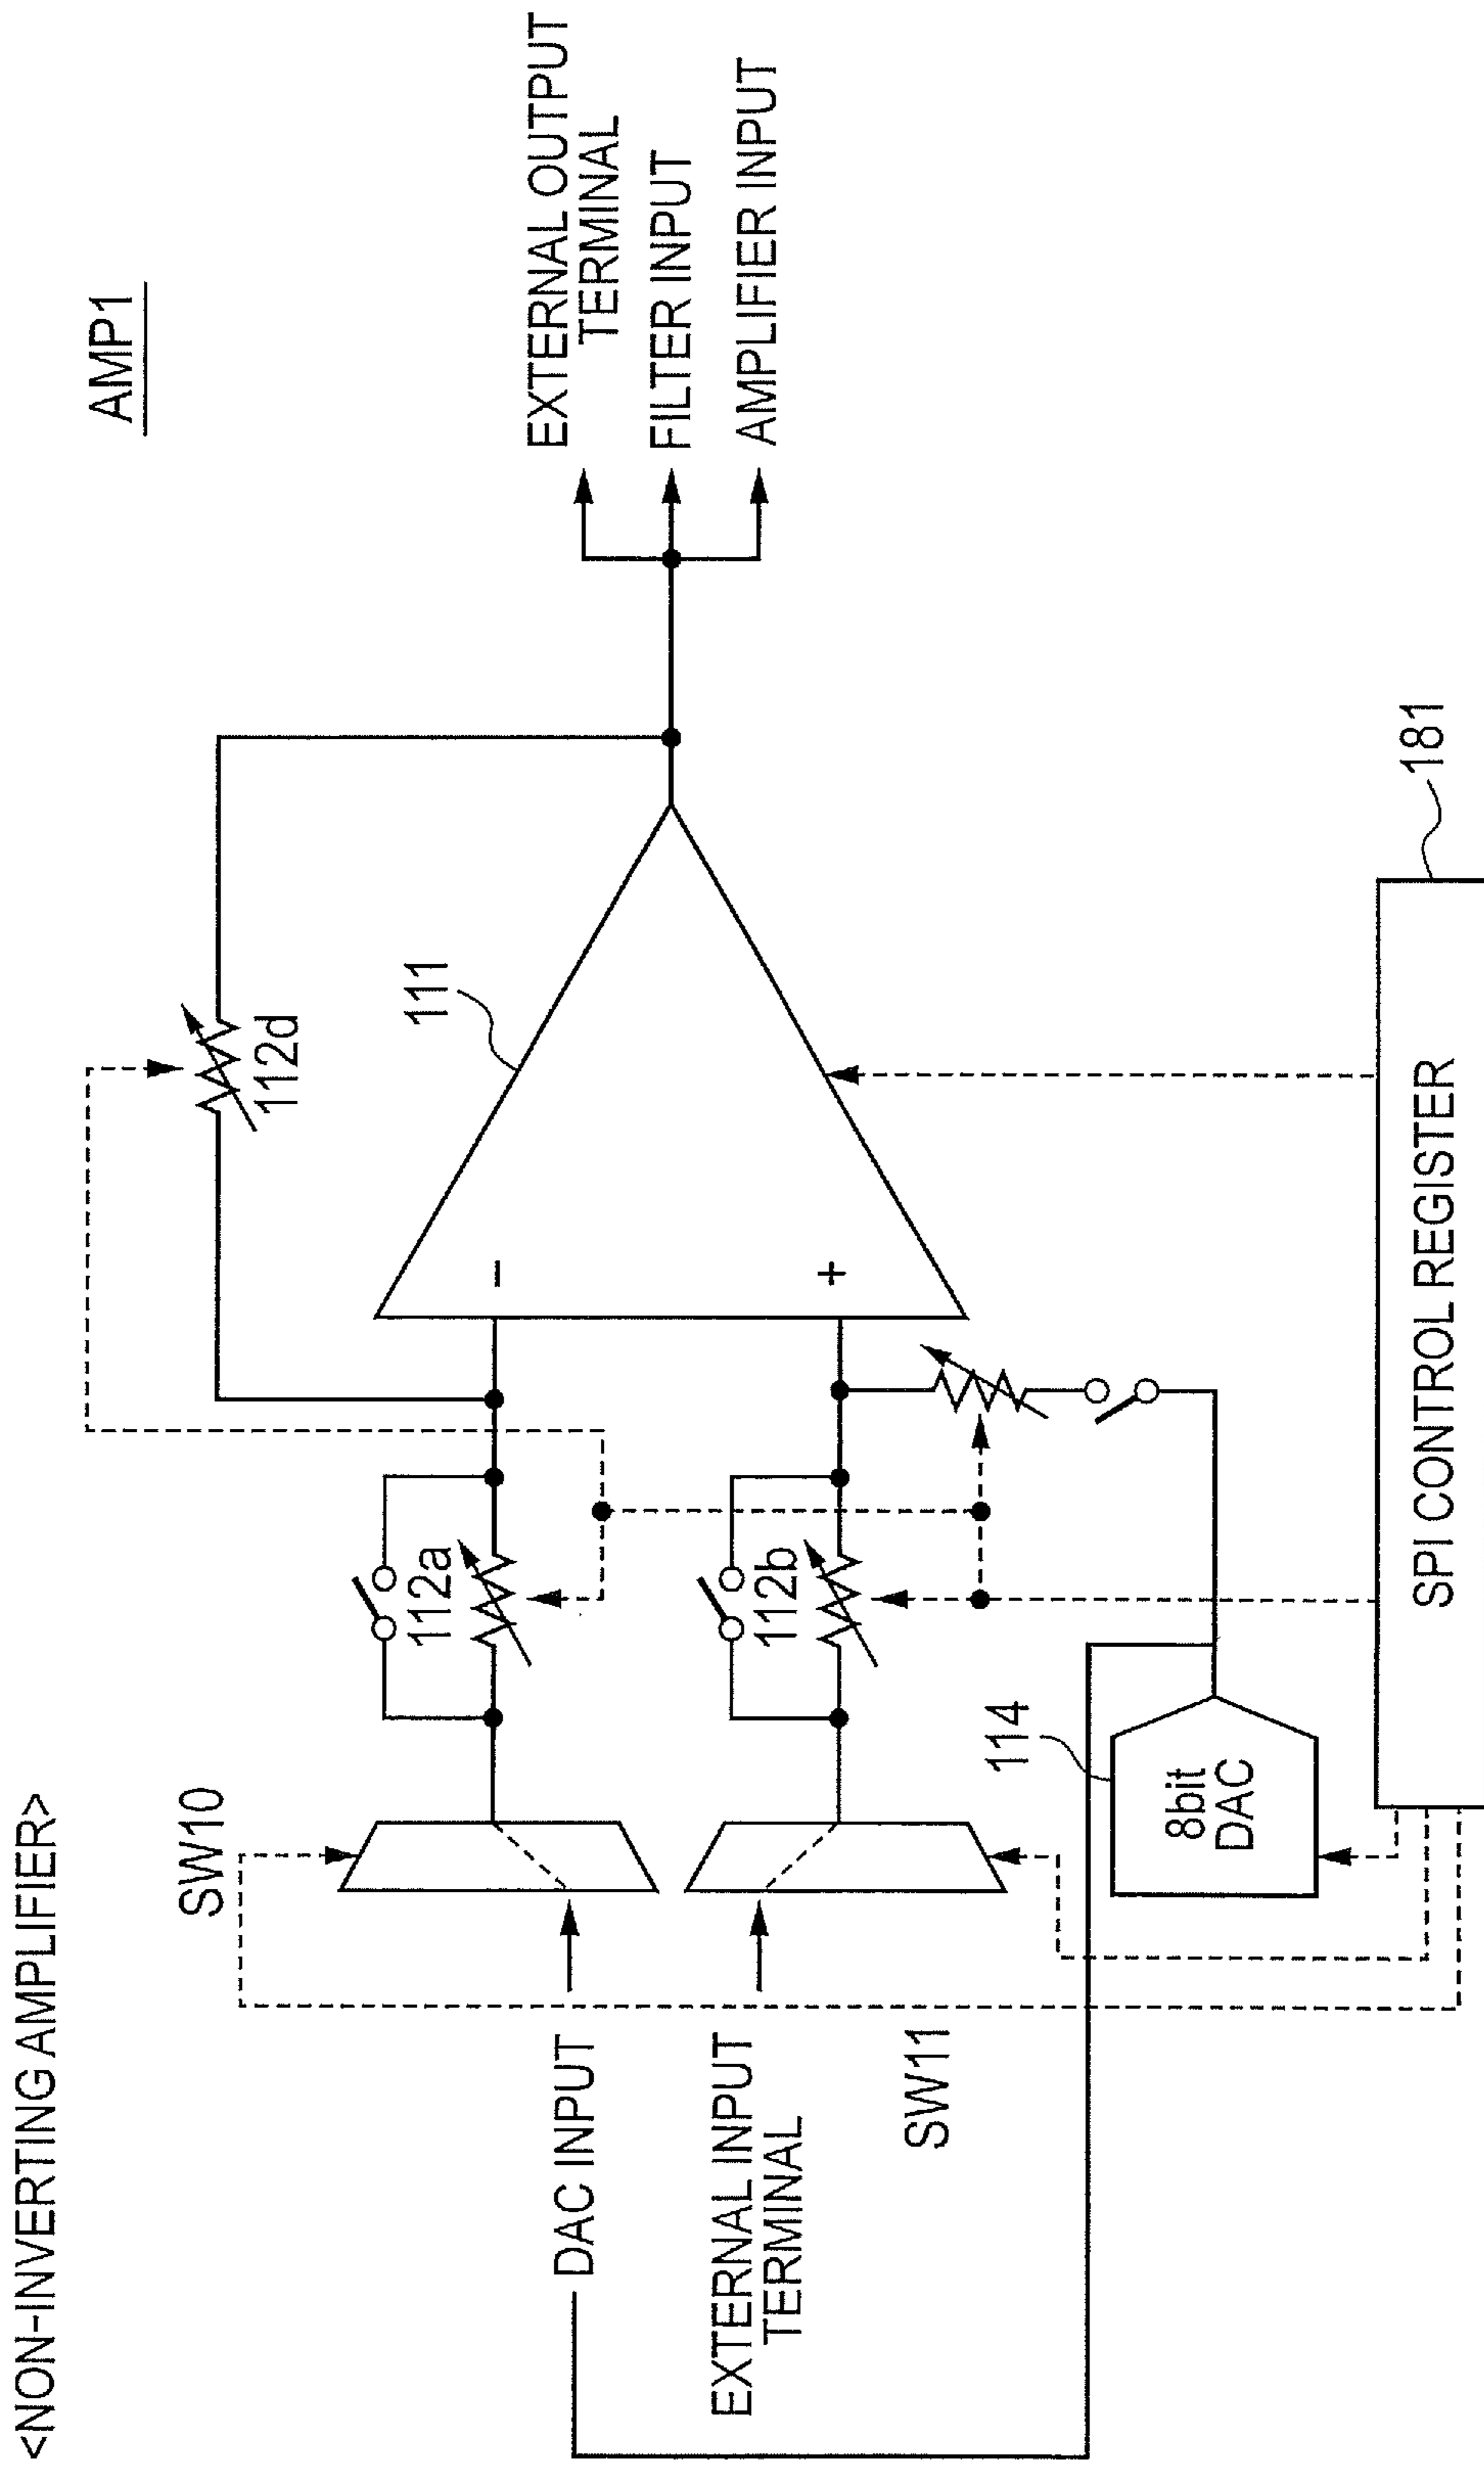 <NON-INVERTING AMPLIFIER>
AMP1
SW10
112d
111
112a
DAC INPUT
−
EXTERNAL OUTPUT
TERMINAL
FILTER INPUT
AMPLIFIER INPUT
EXTERNAL INPUT
TERMINAL
112b
+
SW11
114
8bit
DAC
181
SPI CONTROL REGISTER